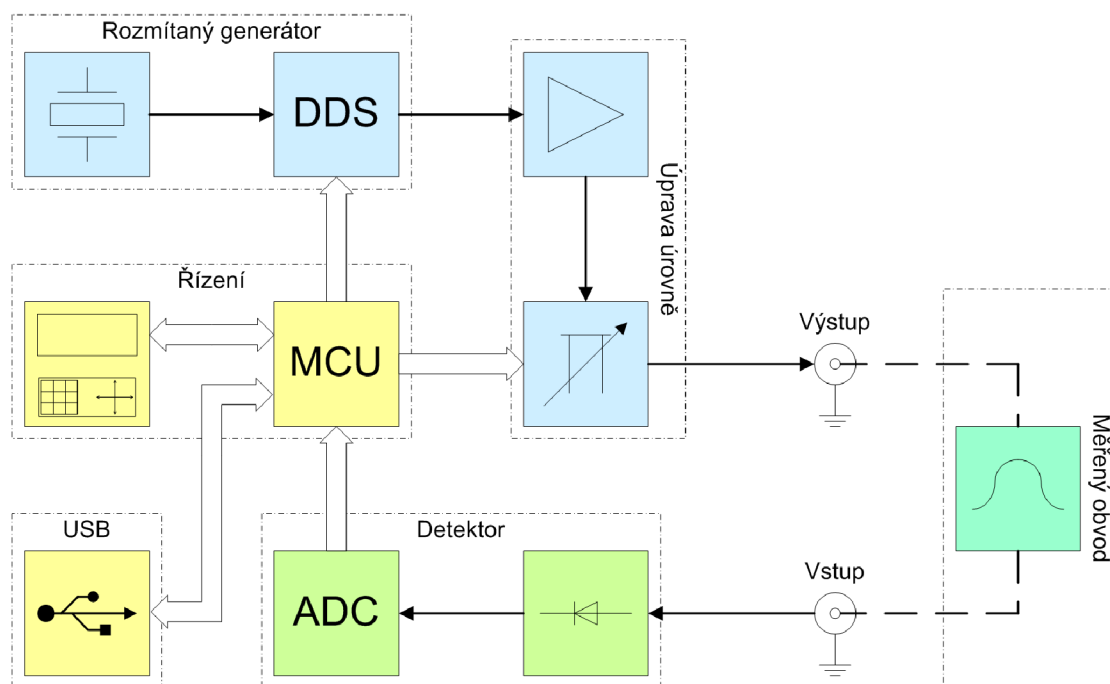 Rozmítaný generátor
DDS
Úprava úrovně
Řízení
MCU
Výstup
Měřený obvod
USB
Detektor
ADC
Vstup